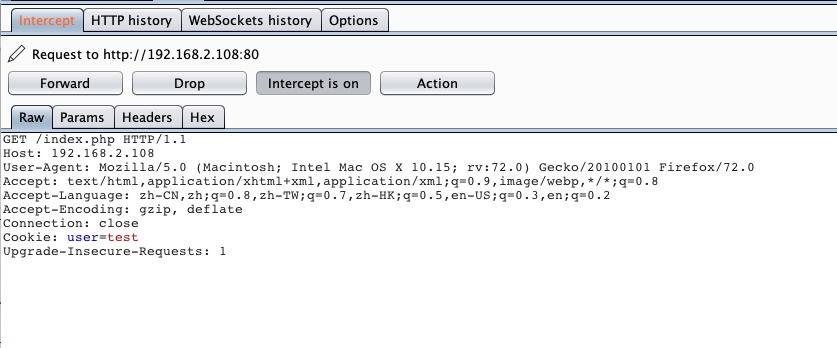 Intercept HTTP history WebSockets history Options
Request to http://192.168.2.108:80
Forward Drop Intercept is on Action
Raw Params Headers Hex
GET /index.php HTTP/1.1
Host: 192.168.2.108
User-Agent: Mozilla/5.0 (Macintosh; Intel Mac OS X 10.15; rv:72.0) Gecko/20100101 Firefox/72.0
Accept: text/html,application/xhtml+xml,application/xml;q=0.9,image/webp,*/*;q=0.8
Accept-Language: zh-CN,zh;q=0.8,zh-TW;q=0.7,zh-HK;q=0.5,en-US;q=0.3,en;q=0.2
Accept-Encoding: gzip, deflate
Connection: close
Cookie: user=test
Upgrade-Insecure-Requests: 1